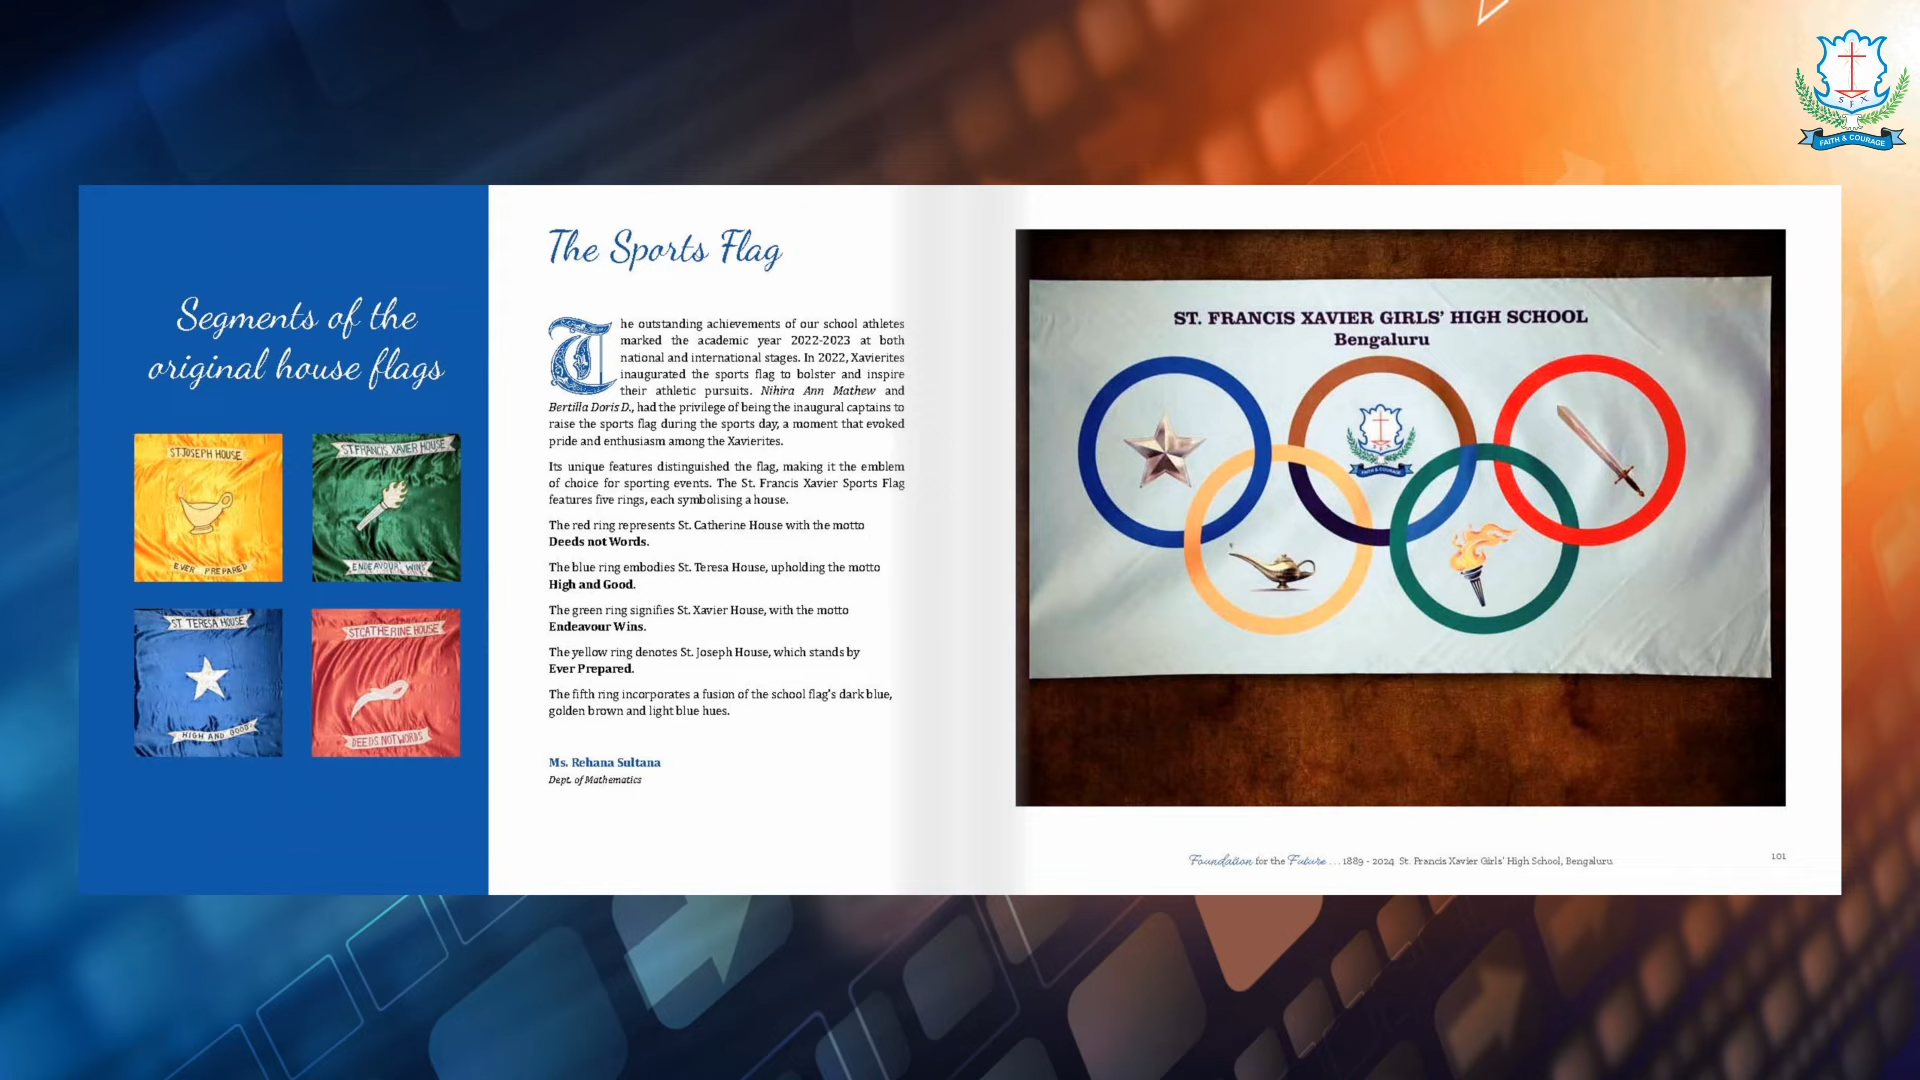 S F X
FAITH & COURAGE
Segments of the
original house flags
ST JOSEPH HOUSE
EVER PREPARED
ST FRANCIS XAVIER HOUSE
ENDEAVOUR WINS
ST. TERESA HOUSE
HIGH AND GOOD
ST CATHERINE HOUSE
DEEDS NOT WORDS
The Sports Flag
The outstanding achievements of our school athletes
marked the academic year 2022-2023 at both
national and international stages. In 2022, Xavierites
inaugurated the sports flag to bolster and inspire
their athletic pursuits. Nihira Ann Mathew and
Bertilla Doris D., had the privilege of being the inaugural captains to
raise the sports flag during the sports day, a moment that evoked
pride and enthusiasm among the Xavierites.
Its unique features distinguished the flag, making it the emblem
of choice for sporting events. The St. Francis Xavier Sports Flag
features five rings, each symbolising a house.
The red ring represents St. Catherine House with the motto
Deeds not Words.
The blue ring embodies St. Teresa House, upholding the motto
High and Good.
The green ring signifies St. Xavier House, with the motto
Endeavour Wins.
The yellow ring denotes St. Joseph House, which stands by
Ever Prepared.
The fifth ring incorporates a fusion of the school flag's dark blue,
golden brown and light blue hues.
Ms. Rehana Sultana
Dept. of Mathematics
ST. FRANCIS XAVIER GIRLS' HIGH SCHOOL
Bengaluru
S F X
FAITH & COURAGE
Foundation for the Future . . . 1889 - 2024 St. Francis Xavier Girls' High School, Bengaluru
101